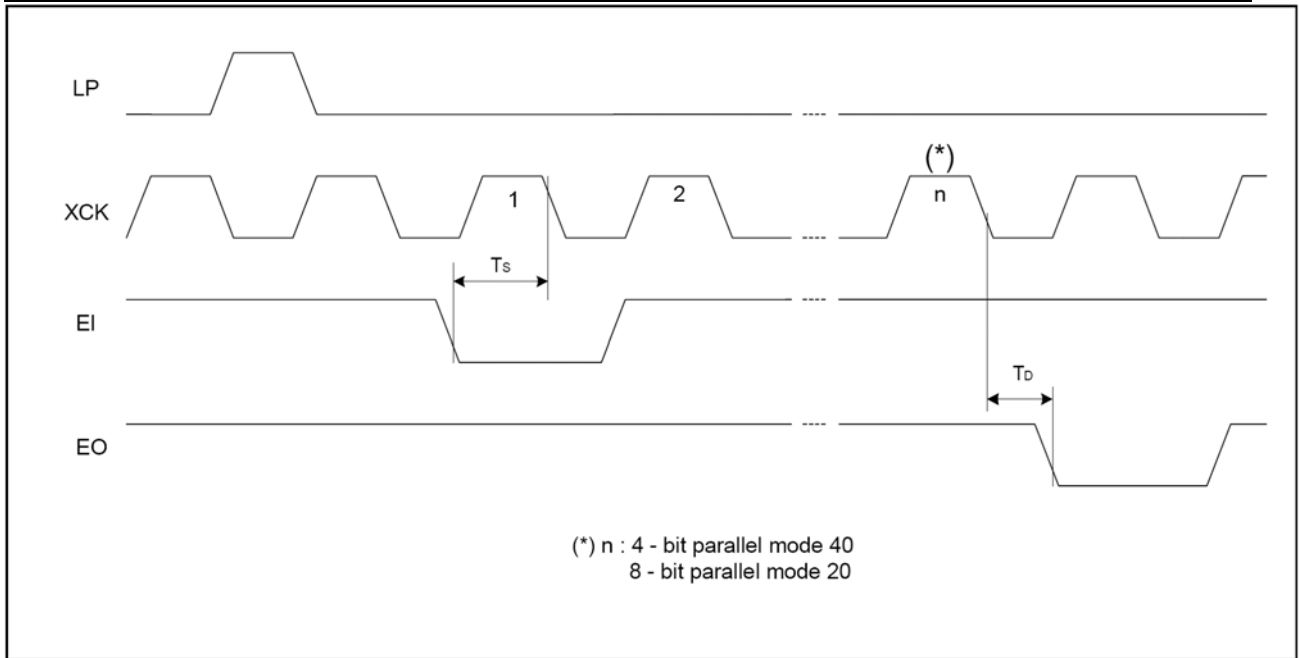 LP
(*)
XCK
1
2
n
Ts
EI
TD
EO
(*) n : 4 - bit parallel mode 40
8 - bit parallel mode 20